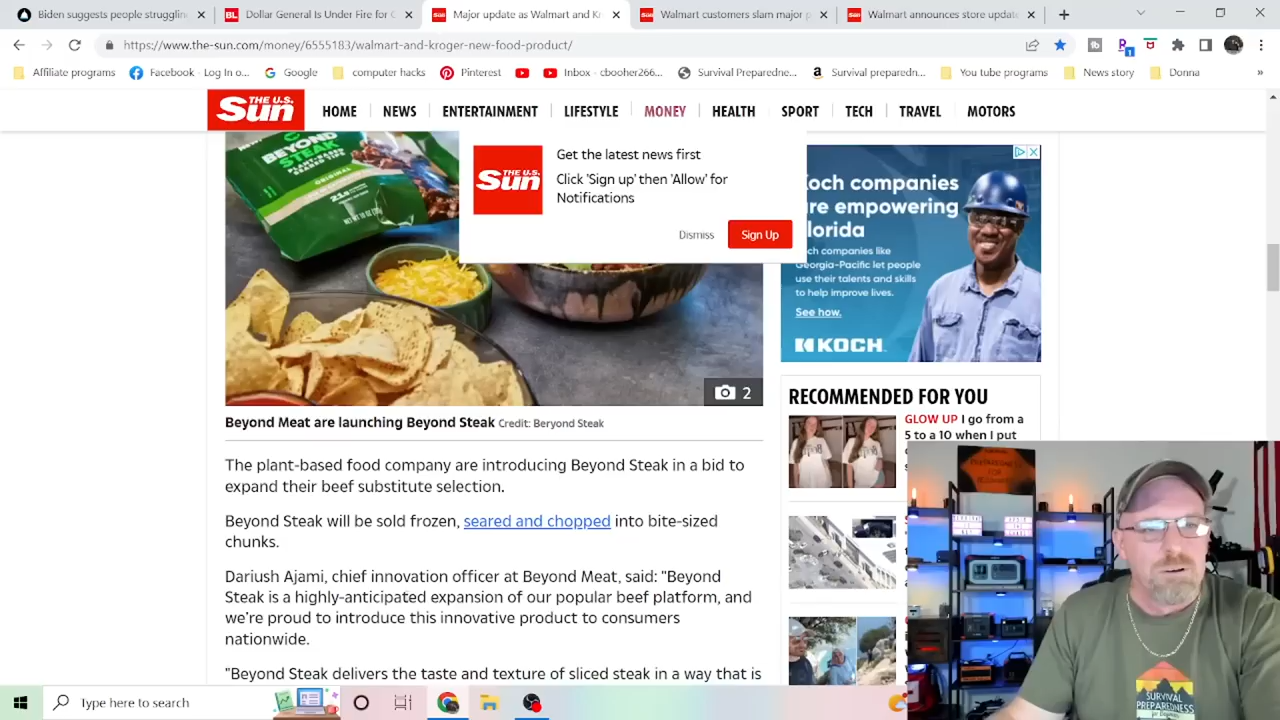 Biden suggests people strugglin
Dollar General Is Under Fire for C
Major update as Walmart and Kr
Walmart customers slam major p
Walmart announces store update
https://www.the-sun.com/money/6555183/walmart-and-kroger-new-food-product/
Affiliate programs
Facebook - Log In o...
Google
computer hacks
Pinterest
Inbox - cbooher266...
Survival Preparedne...
Survival preparedn...
You tube programs
News story
Donna
»
THE U.S. Sun
HOME
NEWS
ENTERTAINMENT
LIFESTYLE
MONEY
HEALTH
SPORT
TECH
TRAVEL
MOTORS
BEYOND
STEAK
ORIGINAL
THE U.S. Sun
Get the latest news first
Click 'Sign up' then 'Allow' for
Notifications
Dismiss
Sign Up
2
Koch companies
are empowering
Florida
Koch companies like
Georgia-Pacific let people
use their talents and skills
to help improve lives.
See how.
KOCH
Beyond Meat are launching Beyond Steak Credit: Beryond Steak
The plant-based food company are introducing Beyond Steak in a bid to
expand their beef substitute selection.
Beyond Steak will be sold frozen, seared and chopped into bite-sized
chunks.
Dariush Ajami, chief innovation officer at Beyond Meat, said: "Beyond
Steak is a highly-anticipated expansion of our popular beef platform, and
we're proud to introduce this innovative product to consumers
nationwide.
"Beyond Steak delivers the taste and texture of sliced steak in a way that is
RECOMMENDED FOR YOU
GLOW UP I go from a
5 to a 10 when I put
PREPAREDNESS
FOR
SURVIVAL
PREPAREDNESS
Type here to search